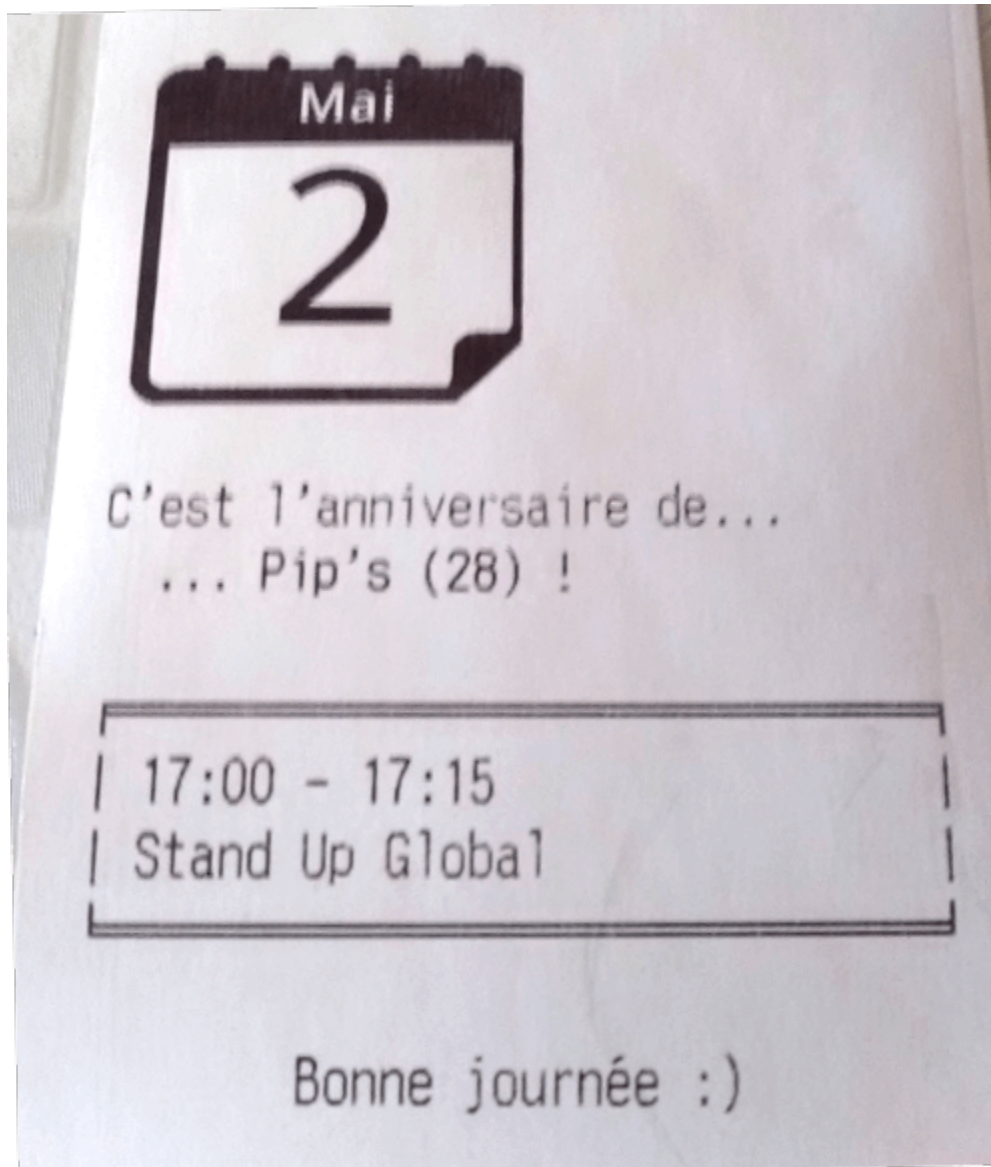 Mai
2
C'est l'anniversaire de...
... Pip's (28) !
17:00 - 17:15
Stand Up Global
Bonne journée :)